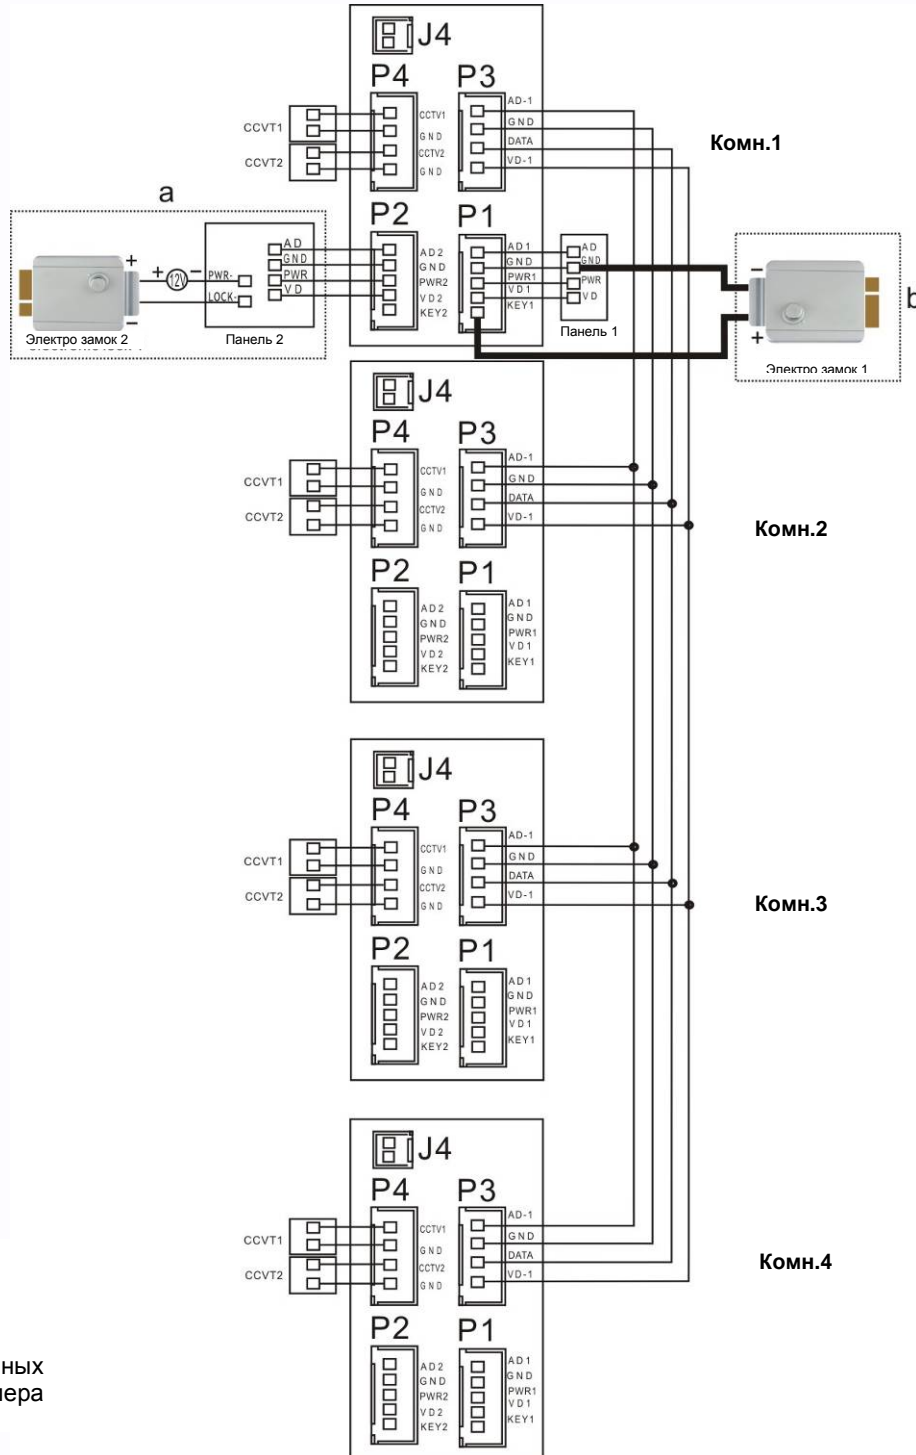 J4
P4
P3
CCVT1
CCVT2
CCTV1
GND
CCTV2
GND
AD-1
GND
DATA
VD-1
Комн.1
a
P2
P1
+
+
12V
−
−
PWR-
LOCK-
AD
GND
PWR
VD
AD2
GND
PWR2
VD2
KEY2
AD1
GND
PWR1
VD1
KEY1
AD
GND
PWR
VD
−
+
b
Электро замок 2
Панель 2
Панель 1
Электро замок 1
J4
P4
P3
CCVT1
CCVT2
CCTV1
GND
CCTV2
GND
AD-1
GND
DATA
VD-1
Комн.2
P2
P1
AD2
GND
PWR2
VD2
KEY2
AD1
GND
PWR1
VD1
KEY1
J4
P4
P3
CCVT1
CCVT2
CCTV1
GND
CCTV2
GND
AD-1
GND
DATA
VD-1
Комн.3
P2
P1
AD2
GND
PWR2
VD2
KEY2
AD1
GND
PWR1
VD1
KEY1
J4
P4
P3
CCVT1
CCVT2
CCTV1
GND
CCTV2
GND
AD-1
GND
DATA
VD-1
Комн.4
P2
P1
AD2
GND
PWR2
VD2
KEY2
AD1
GND
PWR1
VD1
KEY1
ных